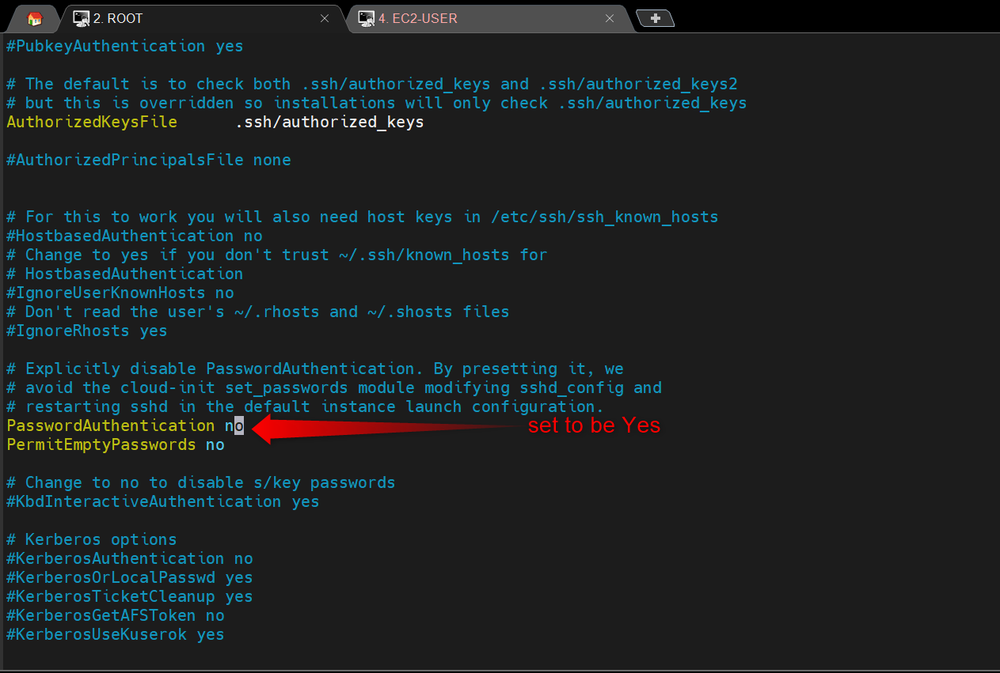 2. ROOT
4. EC2-USER
#PubkeyAuthentication yes
# The default is to check both .ssh/authorized_keys and .ssh/authorized_keys2
# but this is overridden so installations will only check .ssh/authorized_keys
AuthorizedKeysFile      .ssh/authorized_keys
#AuthorizedPrincipalsFile none
# For this to work you will also need host keys in /etc/ssh/ssh_known_hosts
#HostbasedAuthentication no
# Change to yes if you don't trust ~/.ssh/known_hosts for
# HostbasedAuthentication
#IgnoreUserKnownHosts no
# Don't read the user's ~/.rhosts and ~/.shosts files
#IgnoreRhosts yes
# Explicitly disable PasswordAuthentication. By presetting it, we
# avoid the cloud-init set_passwords module modifying sshd_config and
# restarting sshd in the default instance launch configuration.
PasswordAuthentication no
set to be Yes
PermitEmptyPasswords no
# Change to no to disable s/key passwords
#KbdInteractiveAuthentication yes
# Kerberos options
#KerberosAuthentication no
#KerberosOrLocalPasswd yes
#KerberosTicketCleanup yes
#KerberosGetAFSToken no
#KerberosUseKuserok yes